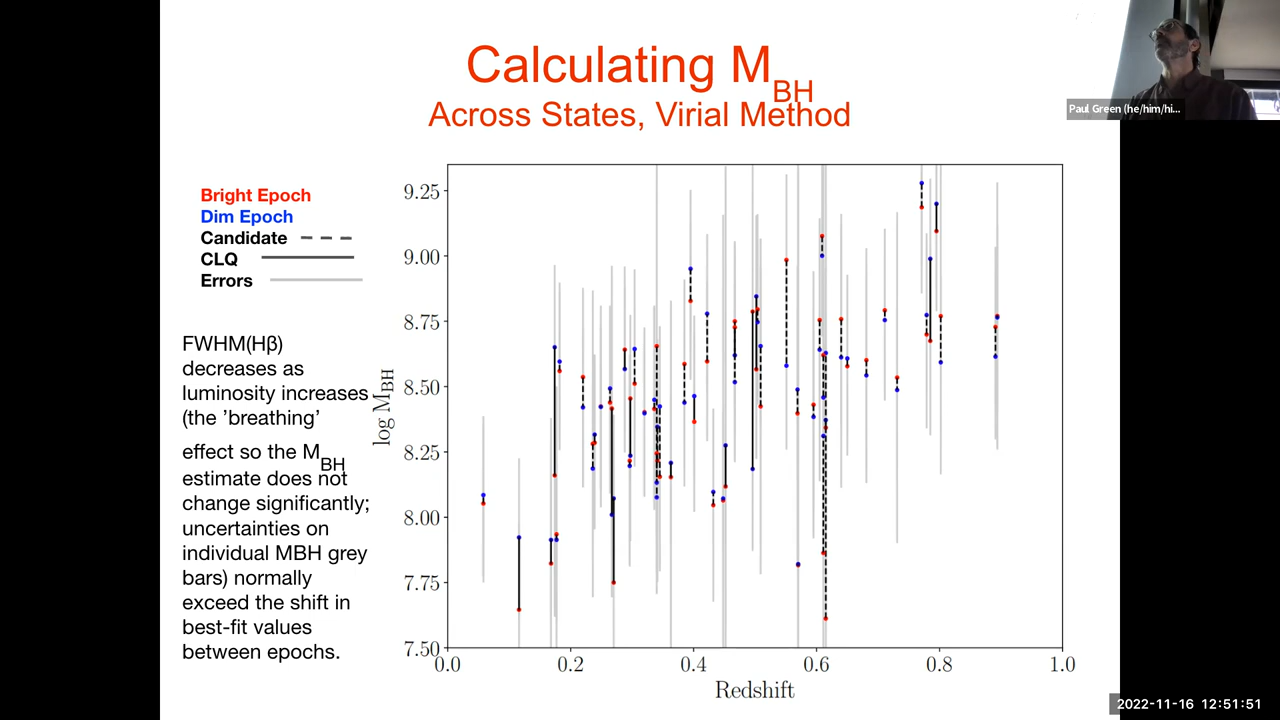 Calculating M
BH
Across States, Virial Method
Paul Green (he/him/hi...
Bright Epoch
Dim Epoch
Candidate
CLQ
Errors
FWHM(Hβ)
decreases as
luminosity increases
(the ’breathing’
effect so the M
BH
estimate does not
change significantly;
uncertainties on
individual MBH grey
bars) normally
exceed the shift in
best-fit values
between epochs.
log M
BH
9.25
9.00
8.75
8.50
8.25
8.00
7.75
7.50
0.0 0.2 0.4 0.6 0.8 1.0
Redshift
2022-11-16 12:51:51